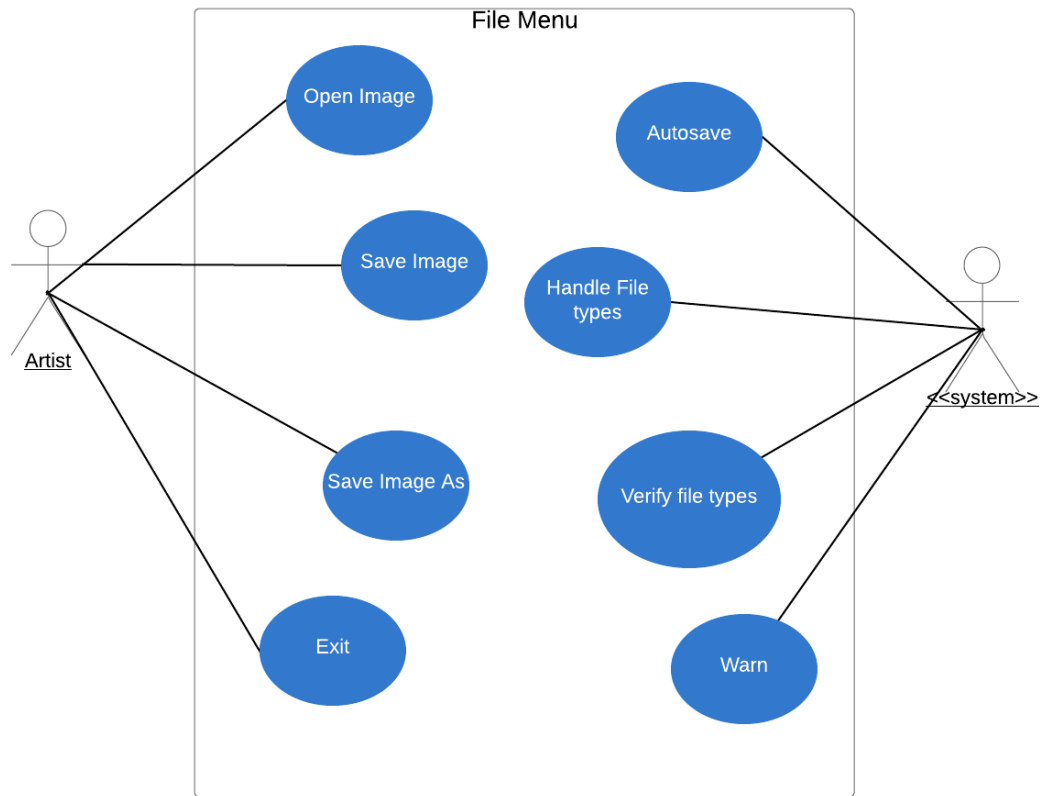 File Menu
Open Image
Autosave
Save Image
Handle File
types
Artist
<<system>>
Save Image As
Verify file types
Exit
Warn